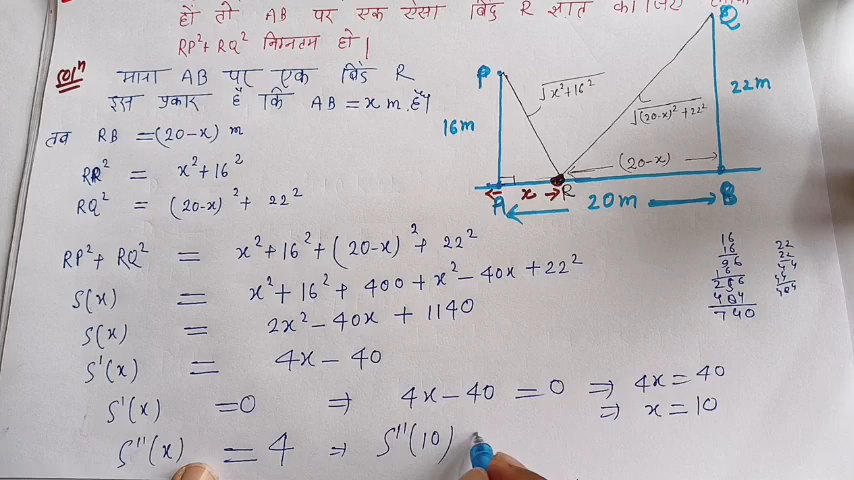 हों तो AB पर एक ऐसा बिंदु R ज्ञात कीजिए
RP²+RQ² निम्नतम हो।
Solⁿ माना AB पर एक बिंदु R
इस प्रकार है कि AB = x m है।
तब RB = (20-x) m
RR² = x²+16²
RQ² = (20-x)²+22²
RP²+RQ² = x²+16²+(20-x)²+22²
S(x) = x²+16²+400+x²-40x+22²
S(x) = 2x²-40x+1140
S'(x) = 4x-40
S'(x) =0 ⇒ 4x-40 =0 ⇒ 4x=40
⇒ x=10
S''(x) = 4 ⇒ S''(10)
P
Q
√x²+16²
√(20-x)²+22²
16m
22m
(20-x)
x
R
A
20m
B
16
16
96
16
256
484
740
22
22
44
44
484